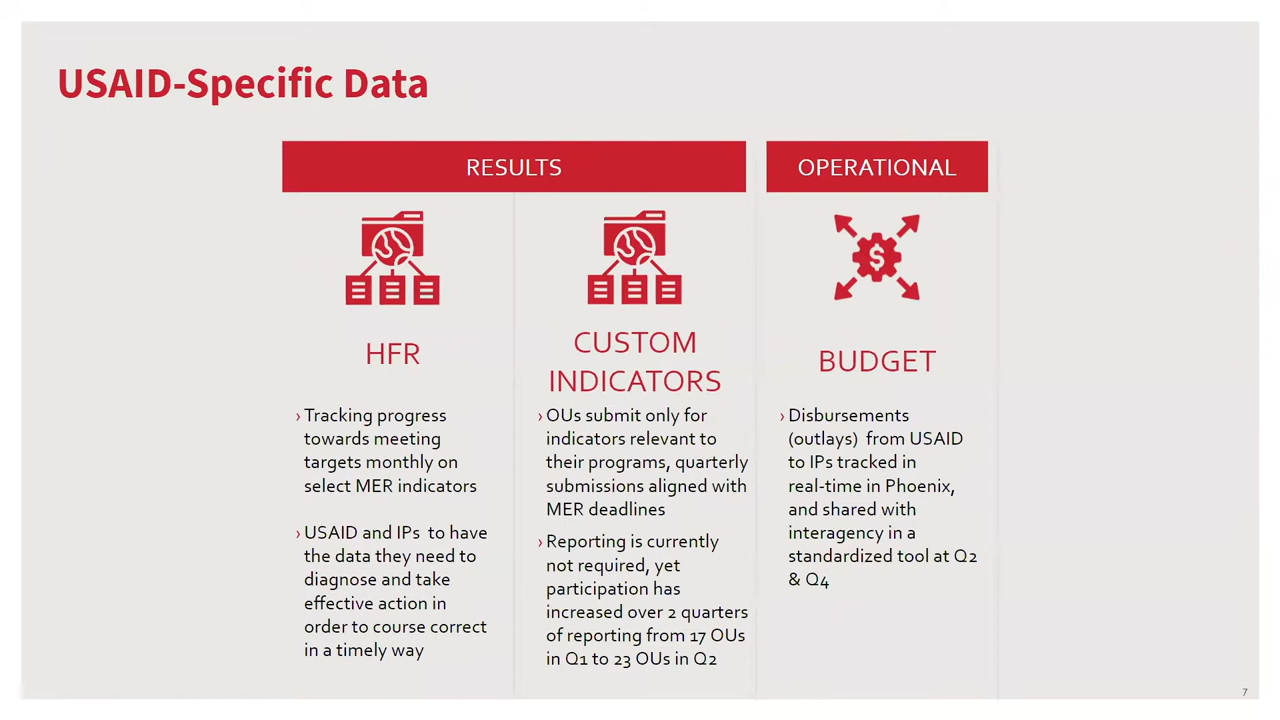 USAID-Specific Data
RESULTS
OPERATIONAL
HFR
› Tracking progress
towards meeting
targets monthly on
select MER indicators
› USAID and IPs to have
the data they need to
diagnose and take
effective action in
order to course correct
in a timely way
CUSTOM
INDICATORS
› OUs submit only for
indicators relevant to
their programs, quarterly
submissions aligned with
MER deadlines
› Reporting is currently
not required, yet
participation has
increased over 2 quarters
of reporting from 17 OUs
in Q1 to 23 OUs in Q2
$
BUDGET
› Disbursements
(outlays) from USAID
to IPs tracked in
real-time in Phoenix,
and shared with
interagency in a
standardized tool at Q2
& Q4
7